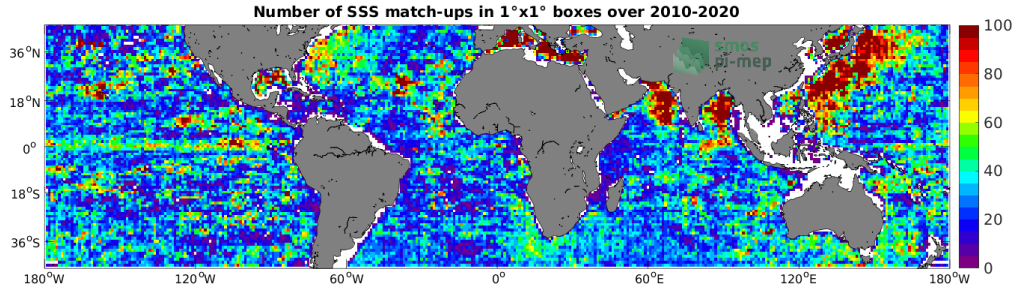 Number of SSS match-ups in 1°x1° boxes over 2010-2020
smos
pi-mep
36°N
18°N
0°
18°S
36°S
180°W
120°W
60°W
0°
60°E
120°E
180°W
100
80
60
40
20
0